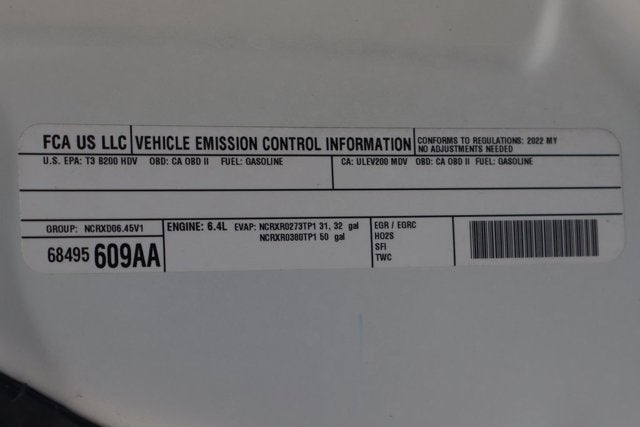 FCA US LLC VEHICLE EMISSION CONTROL INFORMATION CONFORMS TO REGULATIONS: 2022 MY
NO ADJUSTMENTS NEEDED
U.S. EPA: T3 B200 HDV OBD: CA OBD II FUEL: GASOLINE CA: ULEV200 MDV OBD: CA OBD II FUEL: GASOLINE
GROUP: NCRXD06.45V1
68495 609AA
ENGINE: 6.4L EVAP: NCRXR0273TP1 31, 32 gal
NCRXR0380TP1 50 gal
EGR / EGRC
HO2S
SFI
TWC